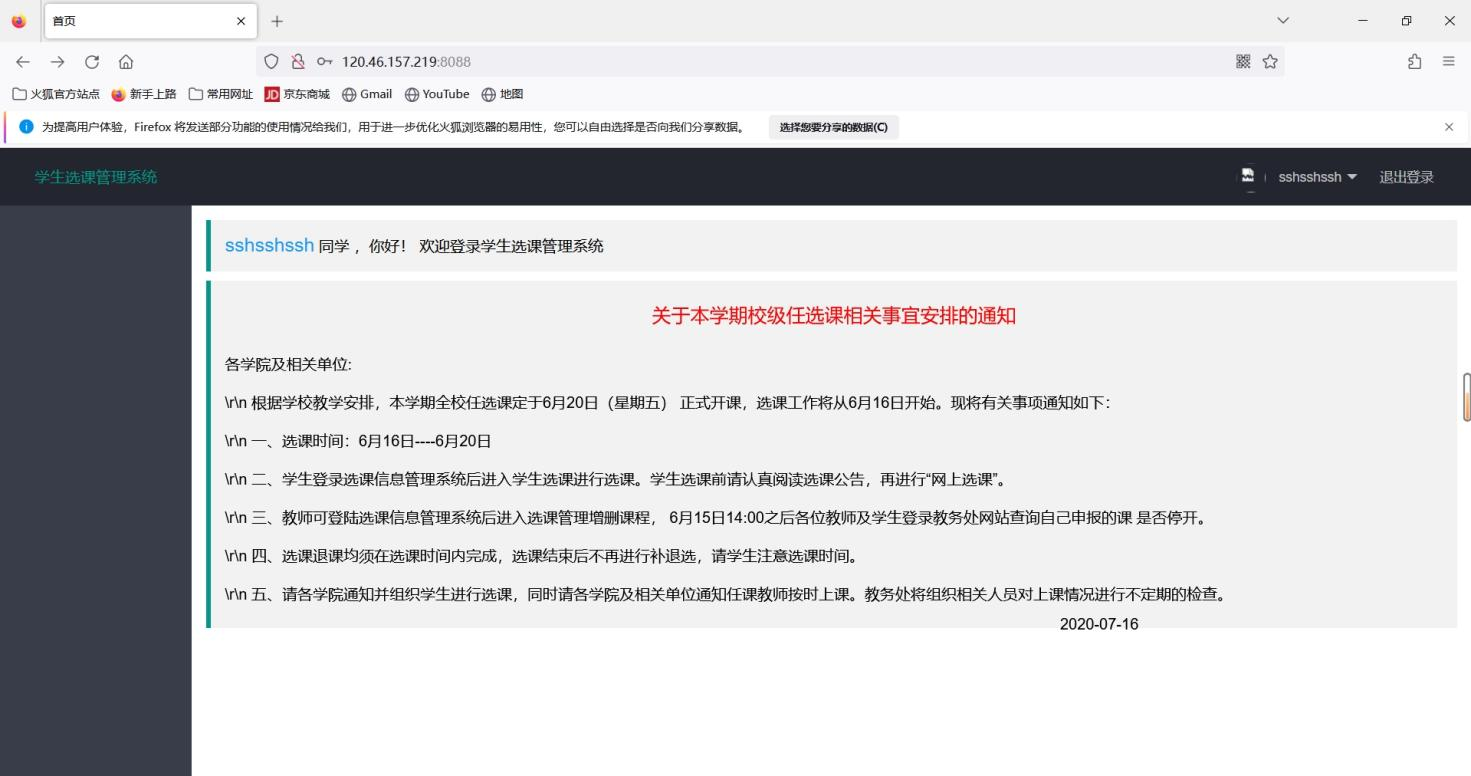 首页
120.46.157.219:8088
火狐官方站点 新手上路 常用网址 JD 京东商城 Gmail YouTube 地图
为提高用户体验，Firefox 将发送部分功能的使用情况给我们，用于进一步优化火狐浏览器的易用性，您可以自由选择是否向我们分享数据。 选择您要分享的数据(C)
学生选课管理系统 sshsshssh 退出登录
sshsshssh 同学 ，你好！ 欢迎登录学生选课管理系统
关于本学期校级任选课相关事宜安排的通知
各学院及相关单位:
\r\n 根据学校教学安排，本学期全校任选课定于6月20日（星期五） 正式开课，选课工作将从6月16日开始。现将有关事项通知如下：
\r\n 一、选课时间：6月16日----6月20日
\r\n 二、学生登录选课信息管理系统后进入学生选课进行选课。学生选课前请认真阅读选课公告，再进行“网上选课”。
\r\n 三、教师可登陆选课信息管理系统后进入选课管理增删课程， 6月15日14:00之后各位教师及学生登录教务处网站查询自己申报的课 是否停开。
\r\n 四、选课退课均须在选课时间内完成，选课结束后不再进行补退选，请学生注意选课时间。
\r\n 五、请各学院通知并组织学生进行选课，同时请各学院及相关单位通知任课教师按时上课。教务处将组织相关人员对上课情况进行不定期的检查。
2020-07-16